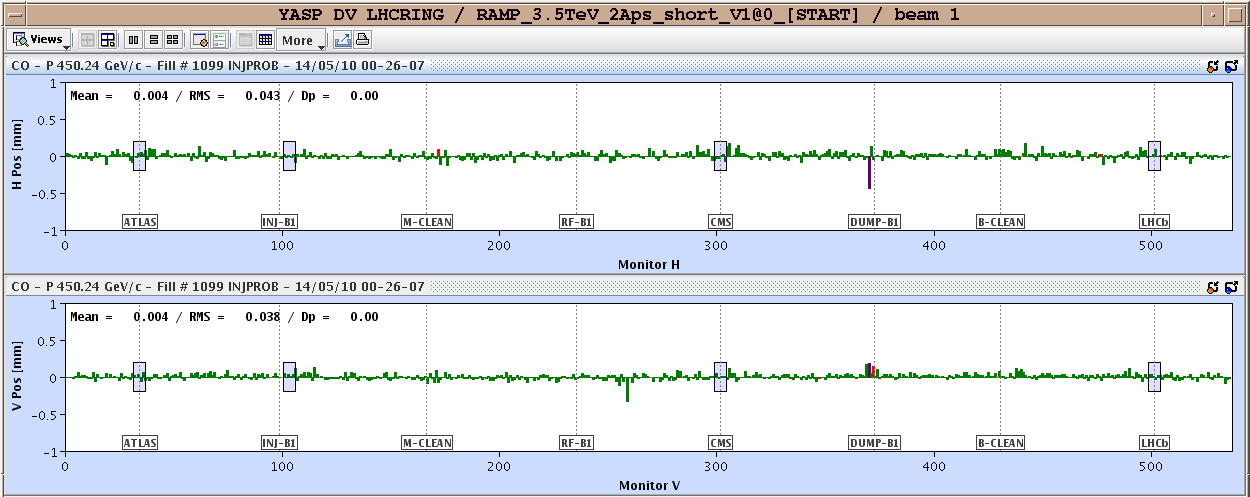 YASP DV LHCRING / RAMP_3.5TeV_2Aps_short_V1@0_[START] / beam 1
Views More
CO - P 450.24 GeV/c - Fill # 1099 INJPROB - 14/05/10 00-26-07
Mean = 0.004 / RMS = 0.043 / Dp = 0.00
H Pos [mm]
1
0.5
0
-0.5
-1
ATLAS INJ-B1 M-CLEAN RF-B1 CMS DUMP-B1 B-CLEAN LHCb
0 100 200 300 400 500
Monitor H
CO - P 450.24 GeV/c - Fill # 1099 INJPROB - 14/05/10 00-26-07
Mean = 0.004 / RMS = 0.038 / Dp = 0.00
V Pos [mm]
1
0.5
0
-0.5
-1
ATLAS INJ-B1 M-CLEAN RF-B1 CMS DUMP-B1 B-CLEAN LHCb
0 100 200 300 400 500
Monitor V